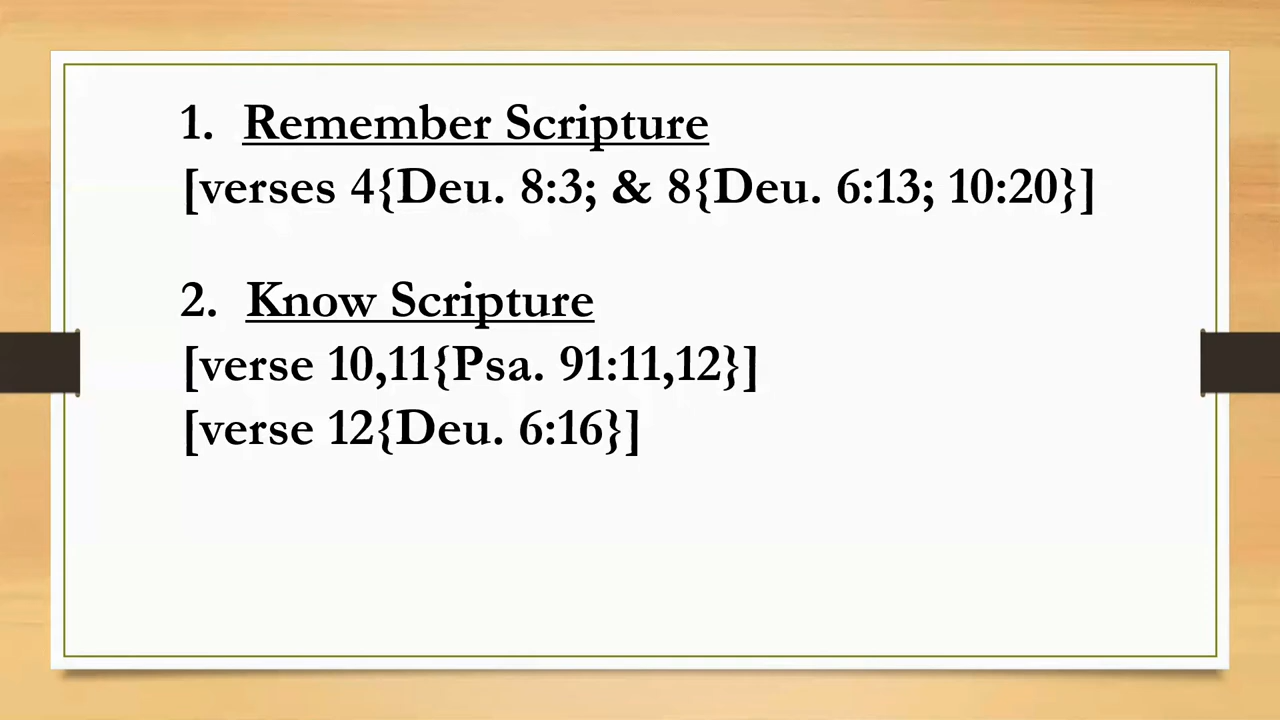 1. Remember Scripture
[verses 4{Deu. 8:3; & 8{Deu. 6:13; 10:20}]
2. Know Scripture
[verse 10,11{Psa. 91:11,12}]
[verse 12{Deu. 6:16}]